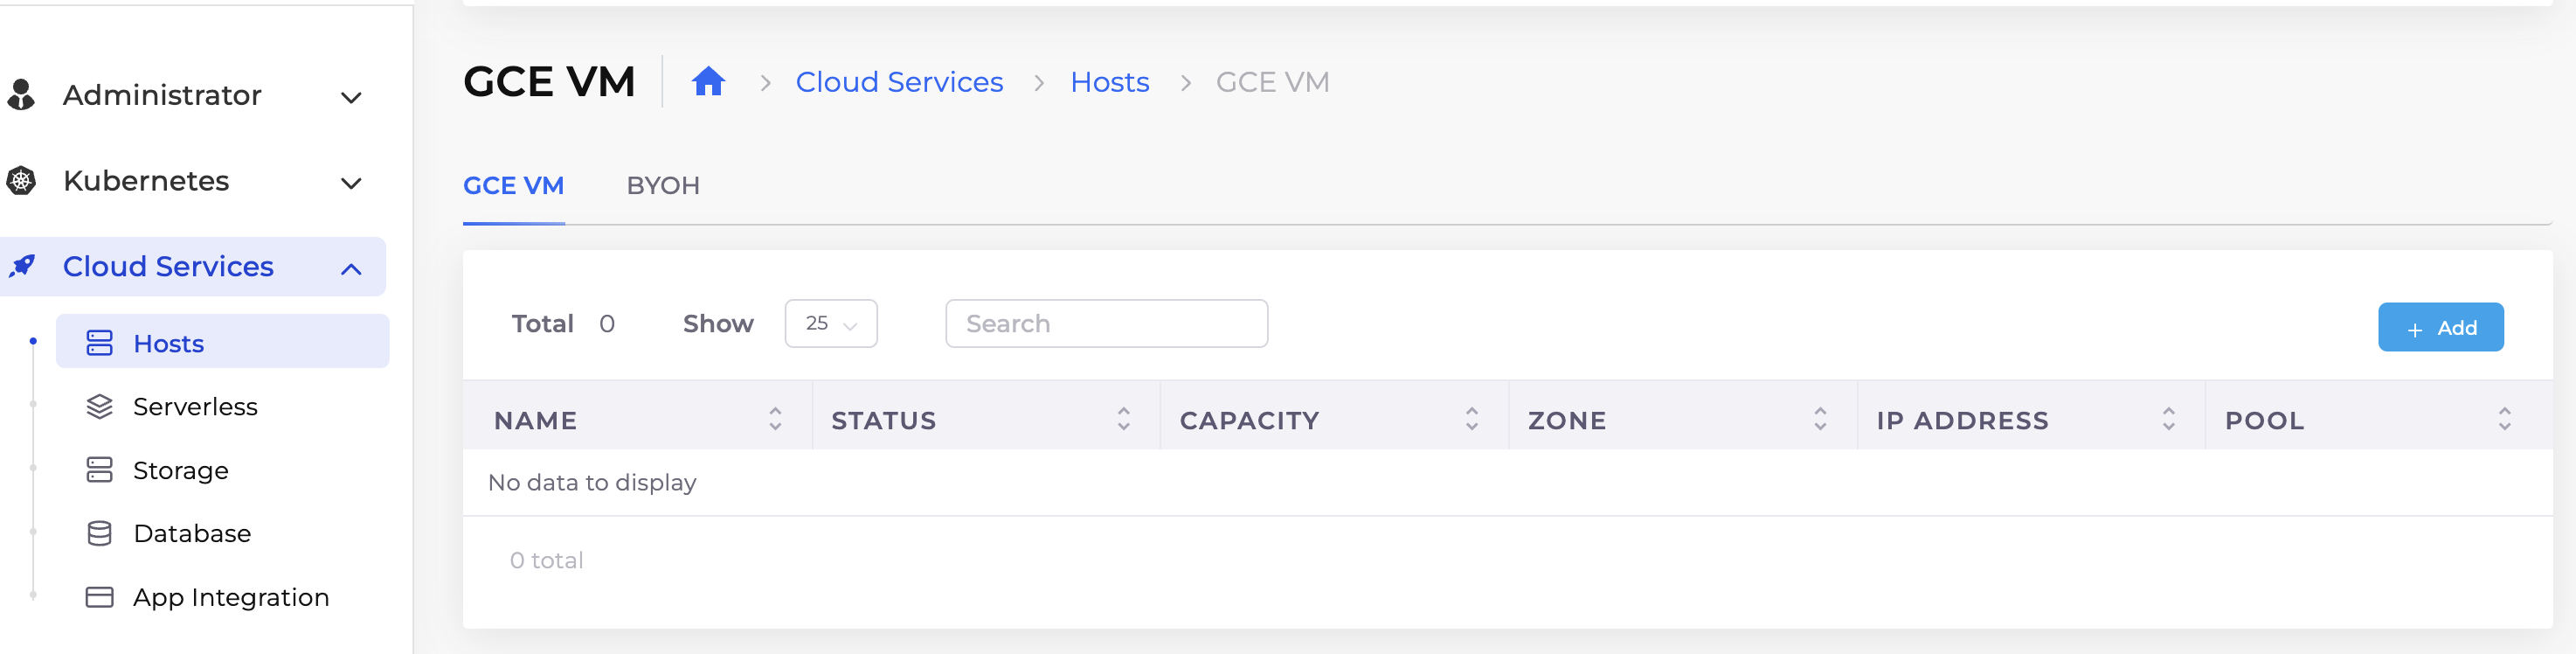 Administrator
Kubernetes
Cloud Services
Hosts
Serverless
Storage
Database
App Integration
GCE VM
Cloud Services > Hosts > GCE VM
GCE VM BYOH
Total 0 Show 25 Search + Add
NAME STATUS CAPACITY ZONE IP ADDRESS POOL
No data to display
0 total